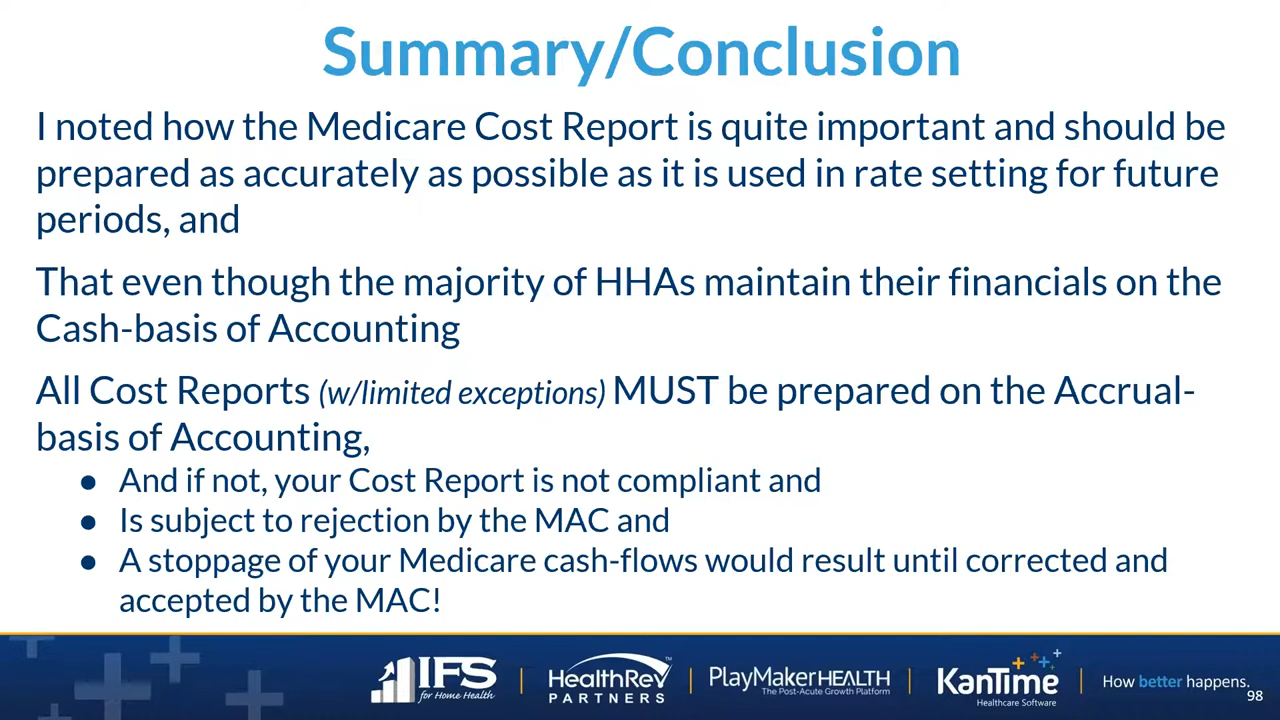 Summary/Conclusion
I noted how the Medicare Cost Report is quite important and should be
prepared as accurately as possible as it is used in rate setting for future
periods, and
That even though the majority of HHAs maintain their financials on the
Cash-basis of Accounting
All Cost Reports (w/limited exceptions) MUST be prepared on the Accrual-
basis of Accounting,
● And if not, your Cost Report is not compliant and
● Is subject to rejection by the MAC and
● A stoppage of your Medicare cash-flows would result until corrected and
accepted by the MAC!
IFS
for Home Health
HealthRev™
PARTNERS
PlayMakerHEALTH
The Post-Acute Growth Platform
KanTime
Healthcare Software
How better happens.
98